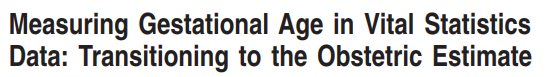 Measuring Gestational Age in Vital Statistics
Data: Transitioning to the Obstetric Estimate